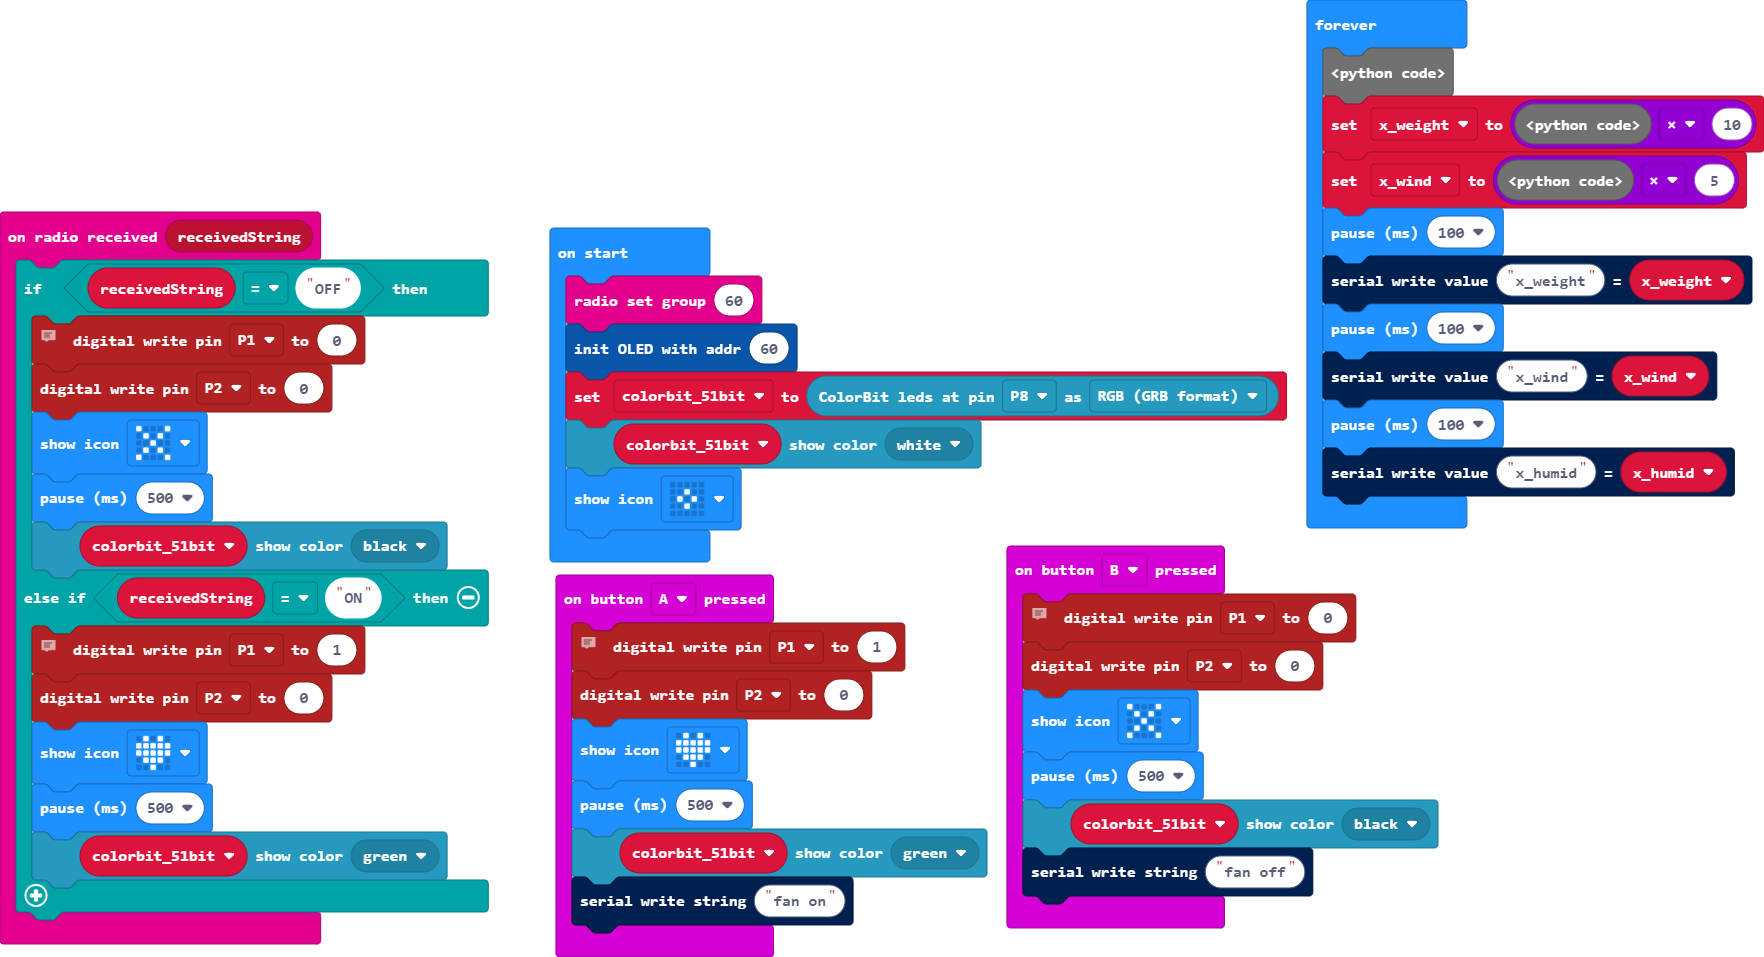 on radio received receivedString
if receivedString = "OFF" then
digital write pin P1 to 0
digital write pin P2 to 0
show icon
pause (ms) 500
colorbit_51bit show color black
else if receivedString = "ON" then
digital write pin P1 to 1
digital write pin P2 to 0
show icon
pause (ms) 500
colorbit_51bit show color green
on start
radio set group 60
init OLED with addr 60
set colorbit_51bit to ColorBit leds at pin P8 as RGB (GRB format)
colorbit_51bit show color white
show icon
on button A pressed
digital write pin P1 to 1
digital write pin P2 to 0
show icon
pause (ms) 500
colorbit_51bit show color green
serial write string "fan on"
on button B pressed
digital write pin P1 to 0
digital write pin P2 to 0
show icon
pause (ms) 500
colorbit_51bit show color black
serial write string "fan off"
forever
<python code>
set x_weight to <python code> × 10
set x_wind to <python code> × 5
pause (ms) 100
serial write value "x_weight" = x_weight
pause (ms) 100
serial write value "x_wind" = x_wind
pause (ms) 100
serial write value "x_humid" = x_humid